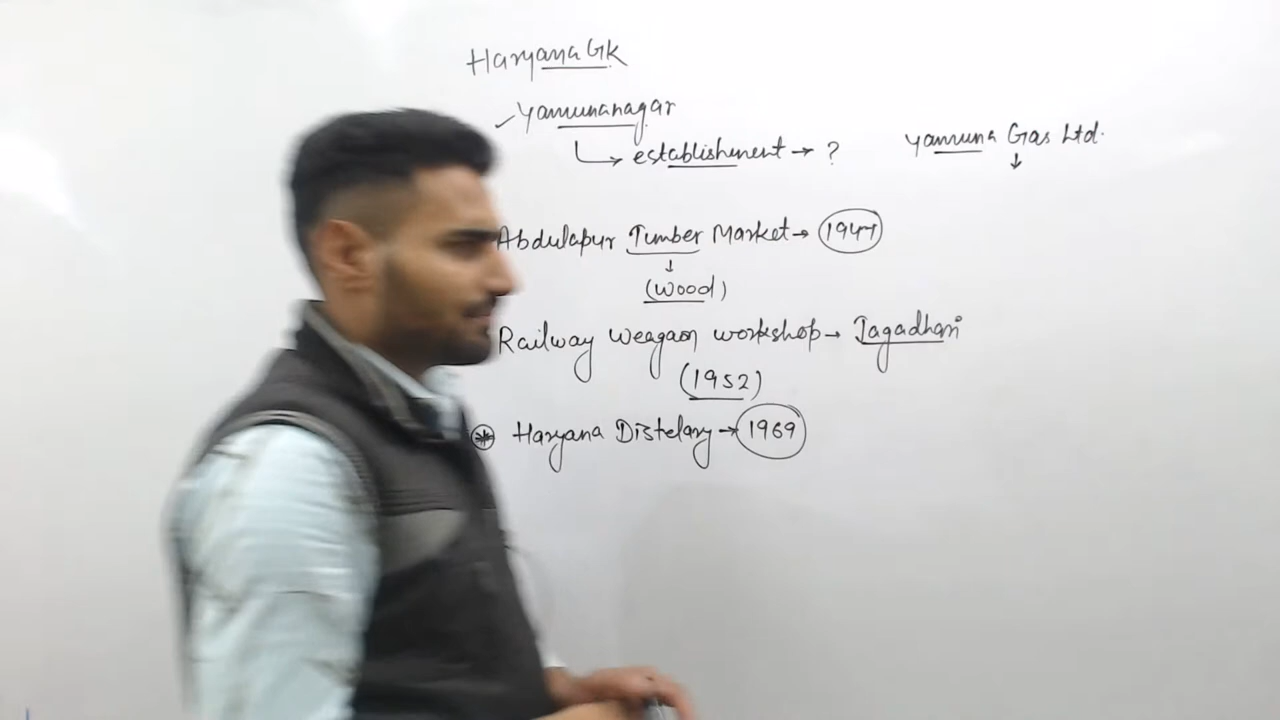 Haryana GK
✓ Yamunanagar
↳ establishment → ?
Yamuna Gas Ltd.
↓
Abdulapur Timber Market → 1947
↓
(Wood)
Railway Weagaon workshop → Jagadhari
(1952)
* Haryana Distelary → 1969